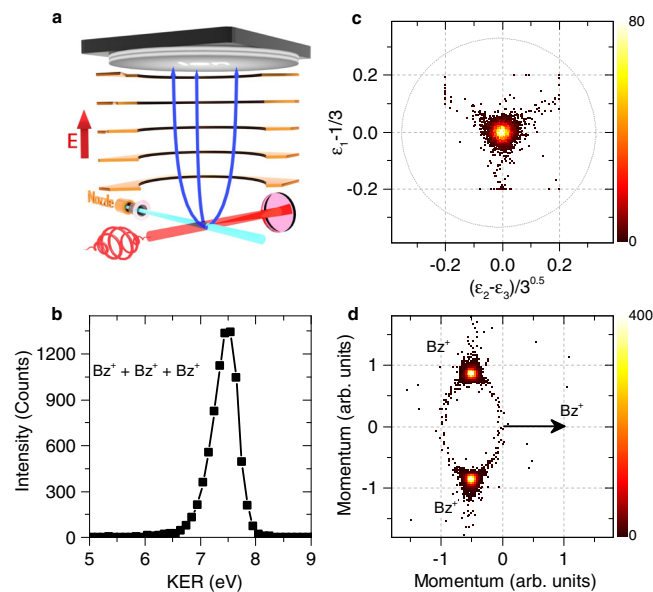 a
E
Nozzle
b
Bz⁺ + Bz⁺ + Bz⁺
Intensity (Counts)
1200
900
600
300
0
5 6 7 8 9
KER (eV)
c
80
0
ε₁-1/3
0.2
0.0
-0.2
-0.2 0.0 0.2
(ε₂-ε₃)/3⁰·⁵
d
400
0
Bz⁺
Bz⁺
Bz⁺
Momentum (arb. units)
1
0
-1
-1 0 1
Momentum (arb. units)